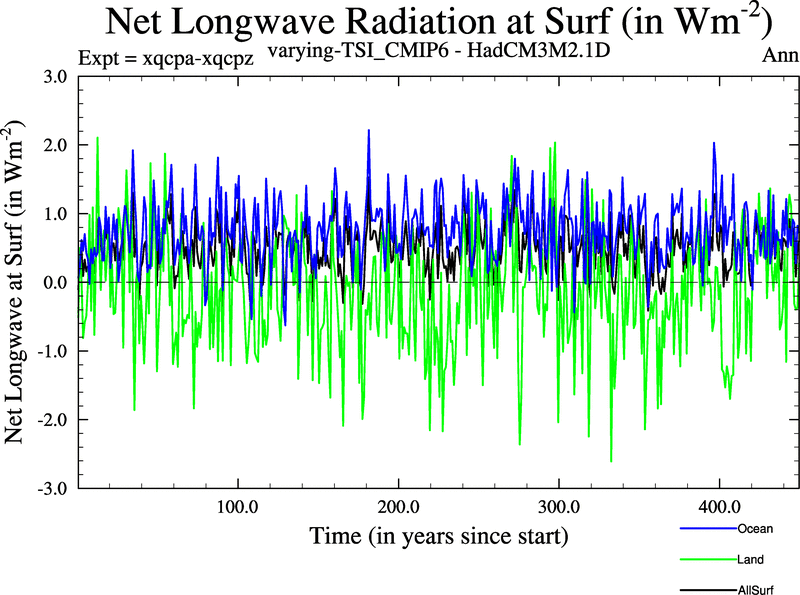 Net Longwave Radiation at Surf (in Wm-2)
Expt = xqcpa-xqcpz varying-TSI_CMIP6 - HadCM3M2.1D Ann
3.0
2.0
1.0
0.0
-1.0
-2.0
-3.0
Net Longwave at Surf (in Wm-2)
100.0 200.0 300.0 400.0
Time (in years since start)
Ocean
Land
AllSurf